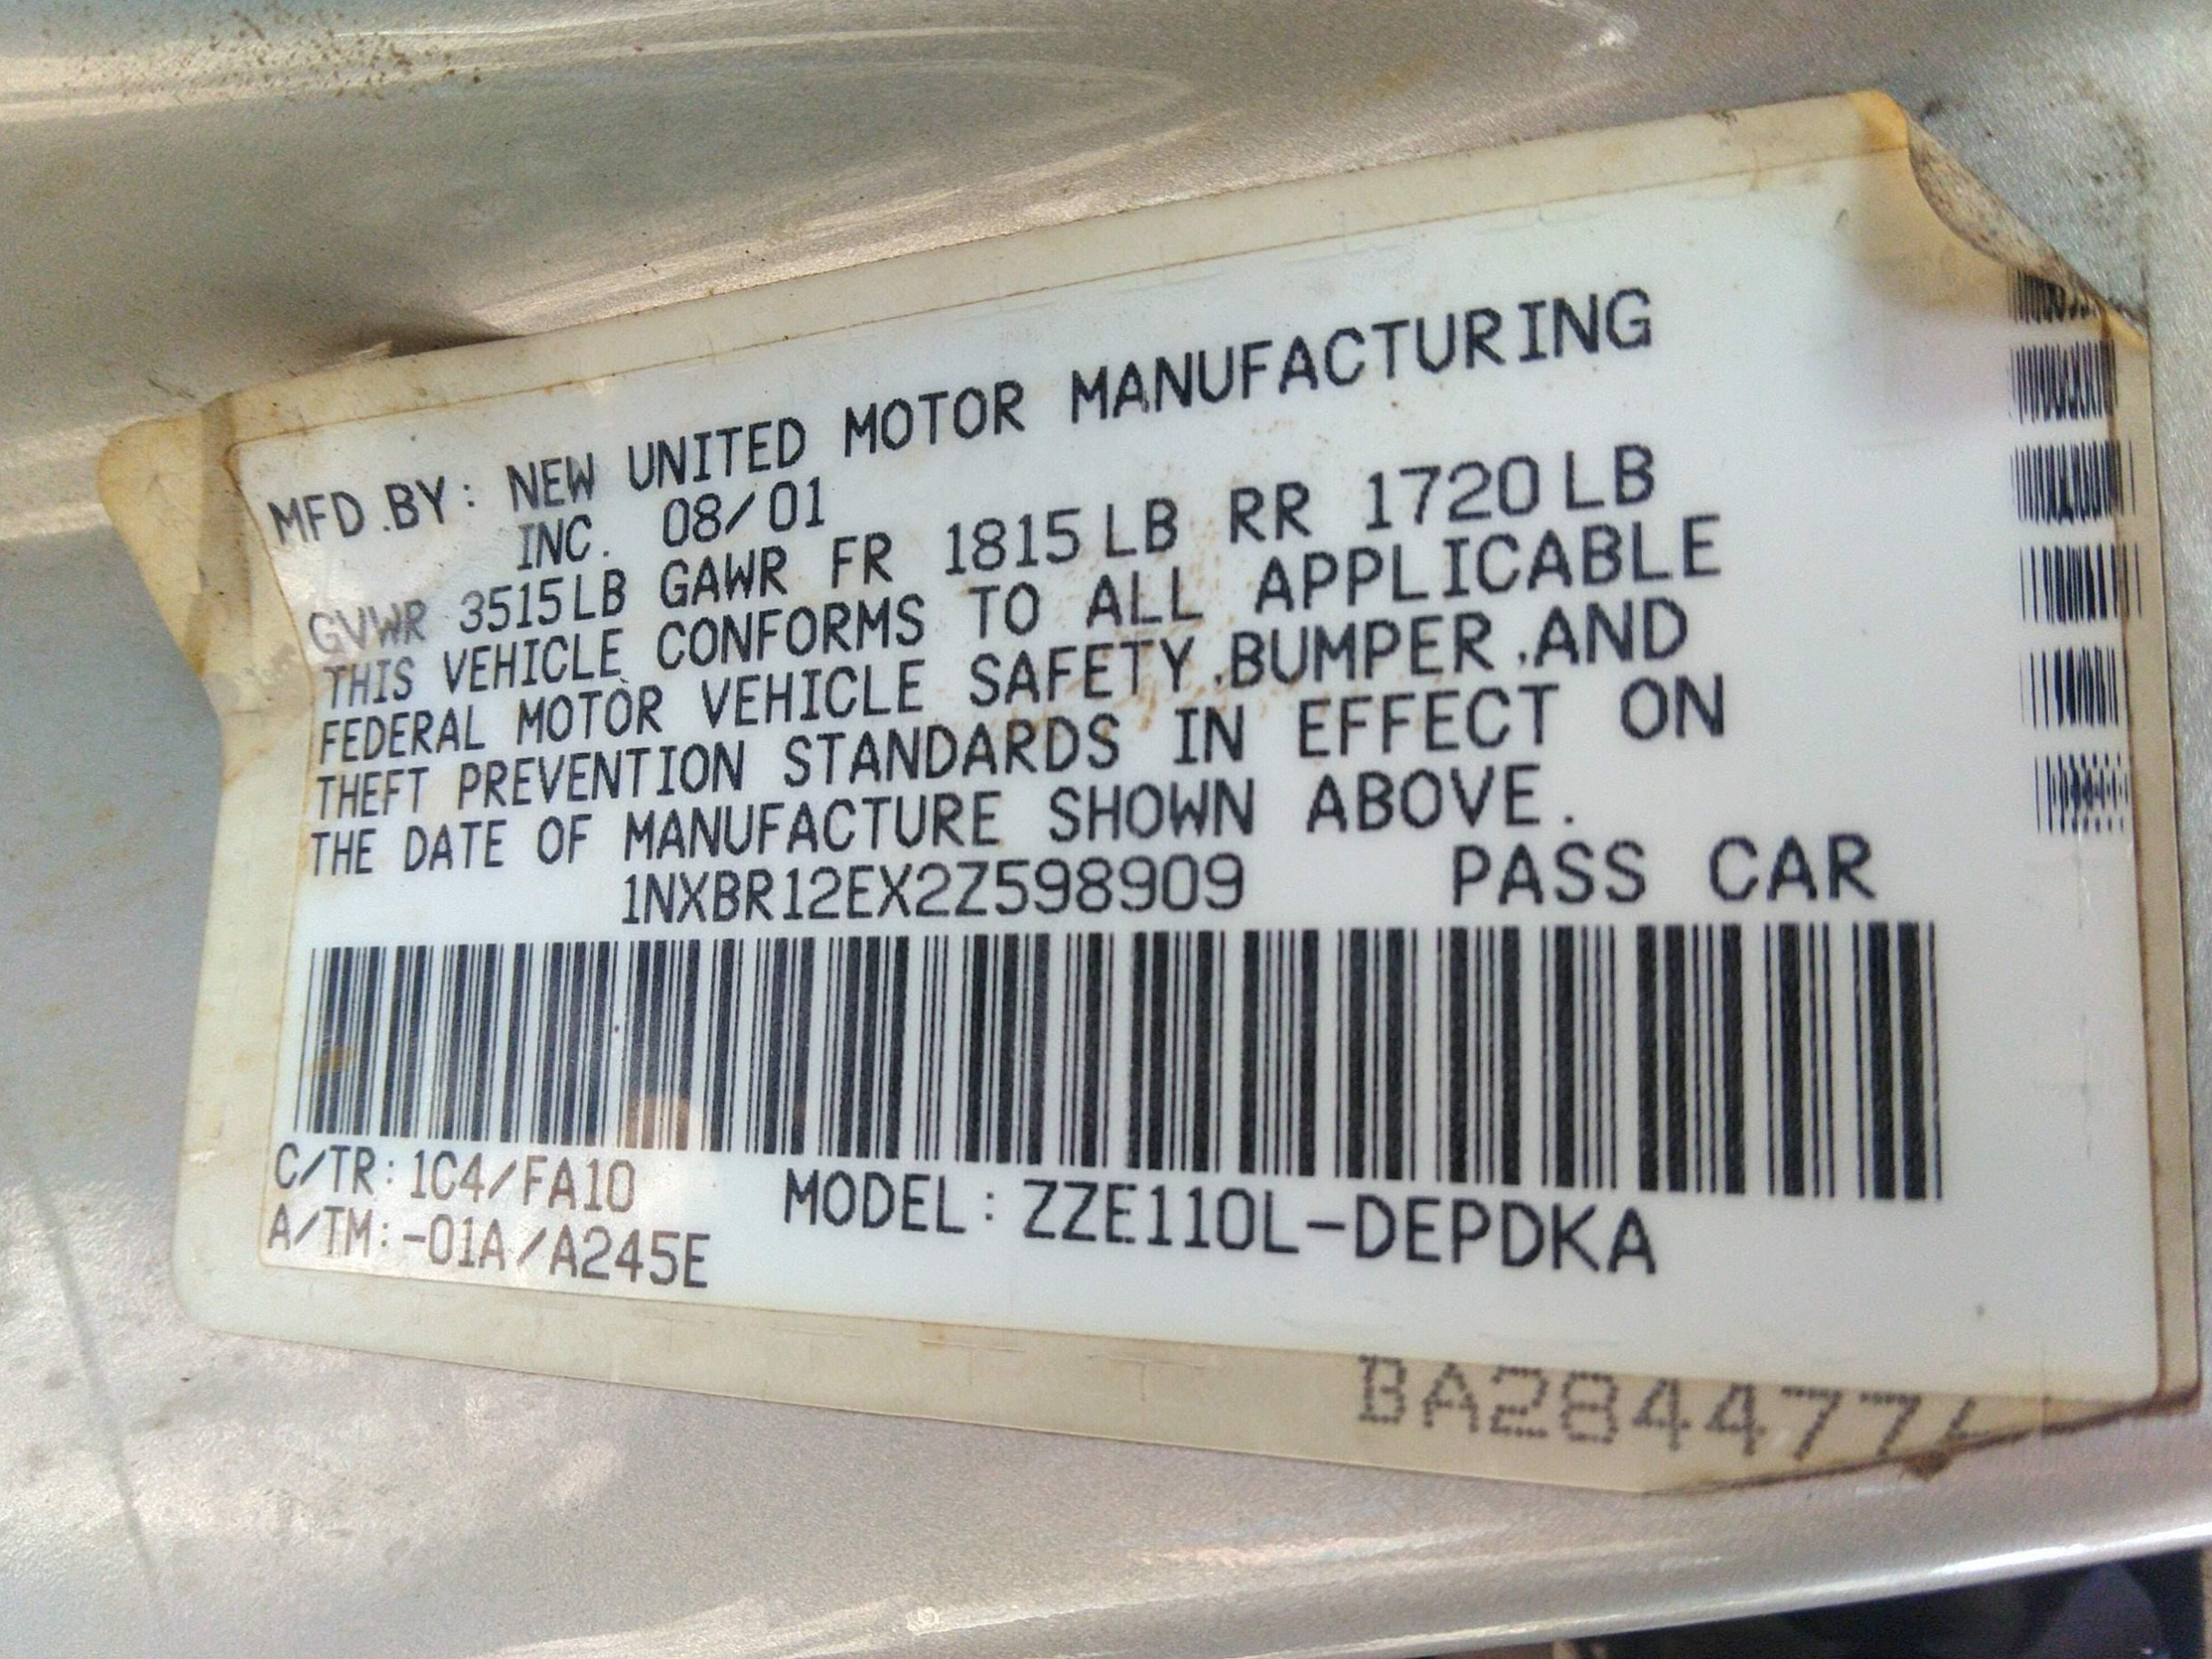 MFD.BY: NEW UNITED MOTOR MANUFACTURING
INC. 08/01
GVWR 3515LB GAWR FR 1815LB RR 1720LB
THIS VEHICLE CONFORMS TO ALL APPLICABLE
FEDERAL MOTOR VEHICLE SAFETY,BUMPER,AND
THEFT PREVENTION STANDARDS IN EFFECT ON
THE DATE OF MANUFACTURE SHOWN ABOVE.
1NXBR12EX2Z598909 PASS CAR
C/TR:1C4/FA10
A/TM:-01A/A245E
MODEL:ZZE110L-DEPDKA